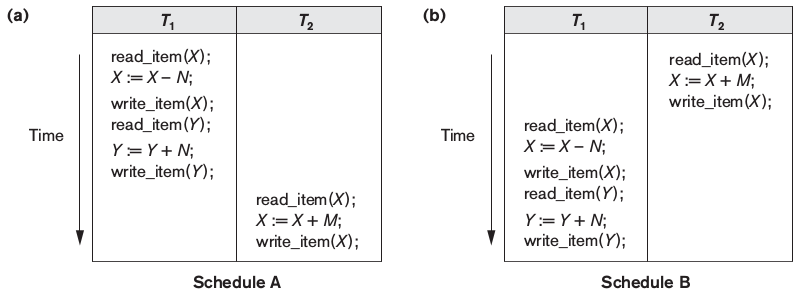 (a)
T1 T2
read_item(X);
X := X – N;
write_item(X);
read_item(Y);
Time
Y := Y + N;
write_item(Y);
read_item(X);
X := X + M;
write_item(X);
Schedule A
(b)
T1 T2
read_item(X);
X := X + M;
write_item(X);
read_item(X);
Time
X := X – N;
write_item(X);
read_item(Y);
Y := Y + N;
write_item(Y);
Schedule B